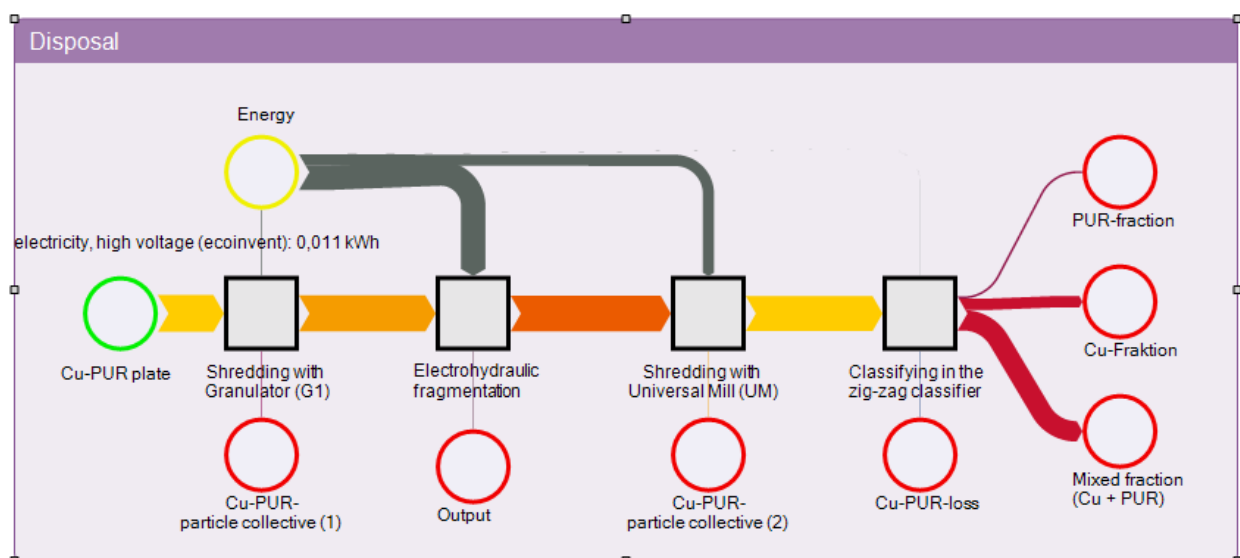 Disposal
Energy
electricity, high voltage (ecoinvent): 0,011 kWh
Cu-PUR plate
Shredding with
Granulator (G1)
Electrohydraulic
fragmentation
Shredding with
Universal Mill (UM)
Classifying in the
zig-zag classifier
PUR-fraction
Cu-Fraktion
Mixed fraction
(Cu + PUR)
Cu-PUR-
particle collective (1)
Output
Cu-PUR-
particle collective (2)
Cu-PUR-loss